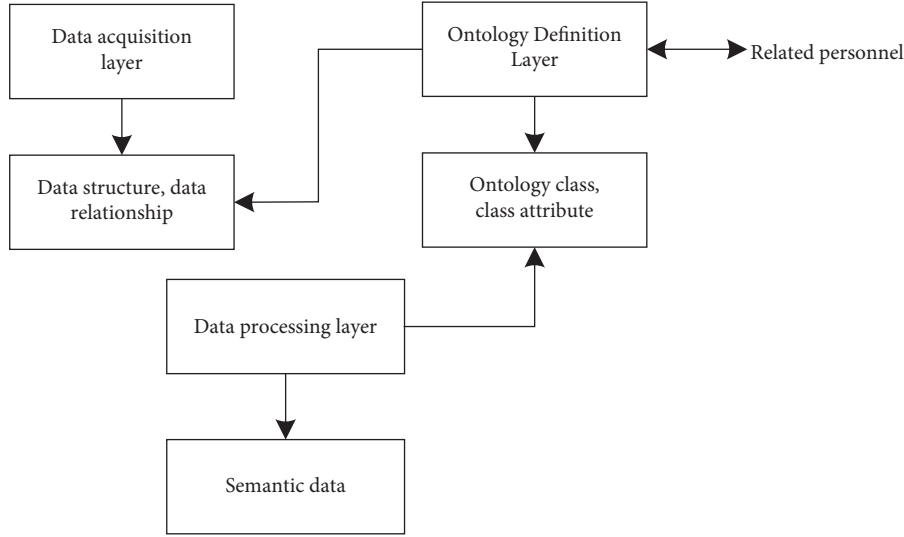 Data acquisition
layer
Ontology Definition
Layer
Related personnel
Data structure, data
relationship
Ontology class,
class attribute
Data processing layer
Semantic data